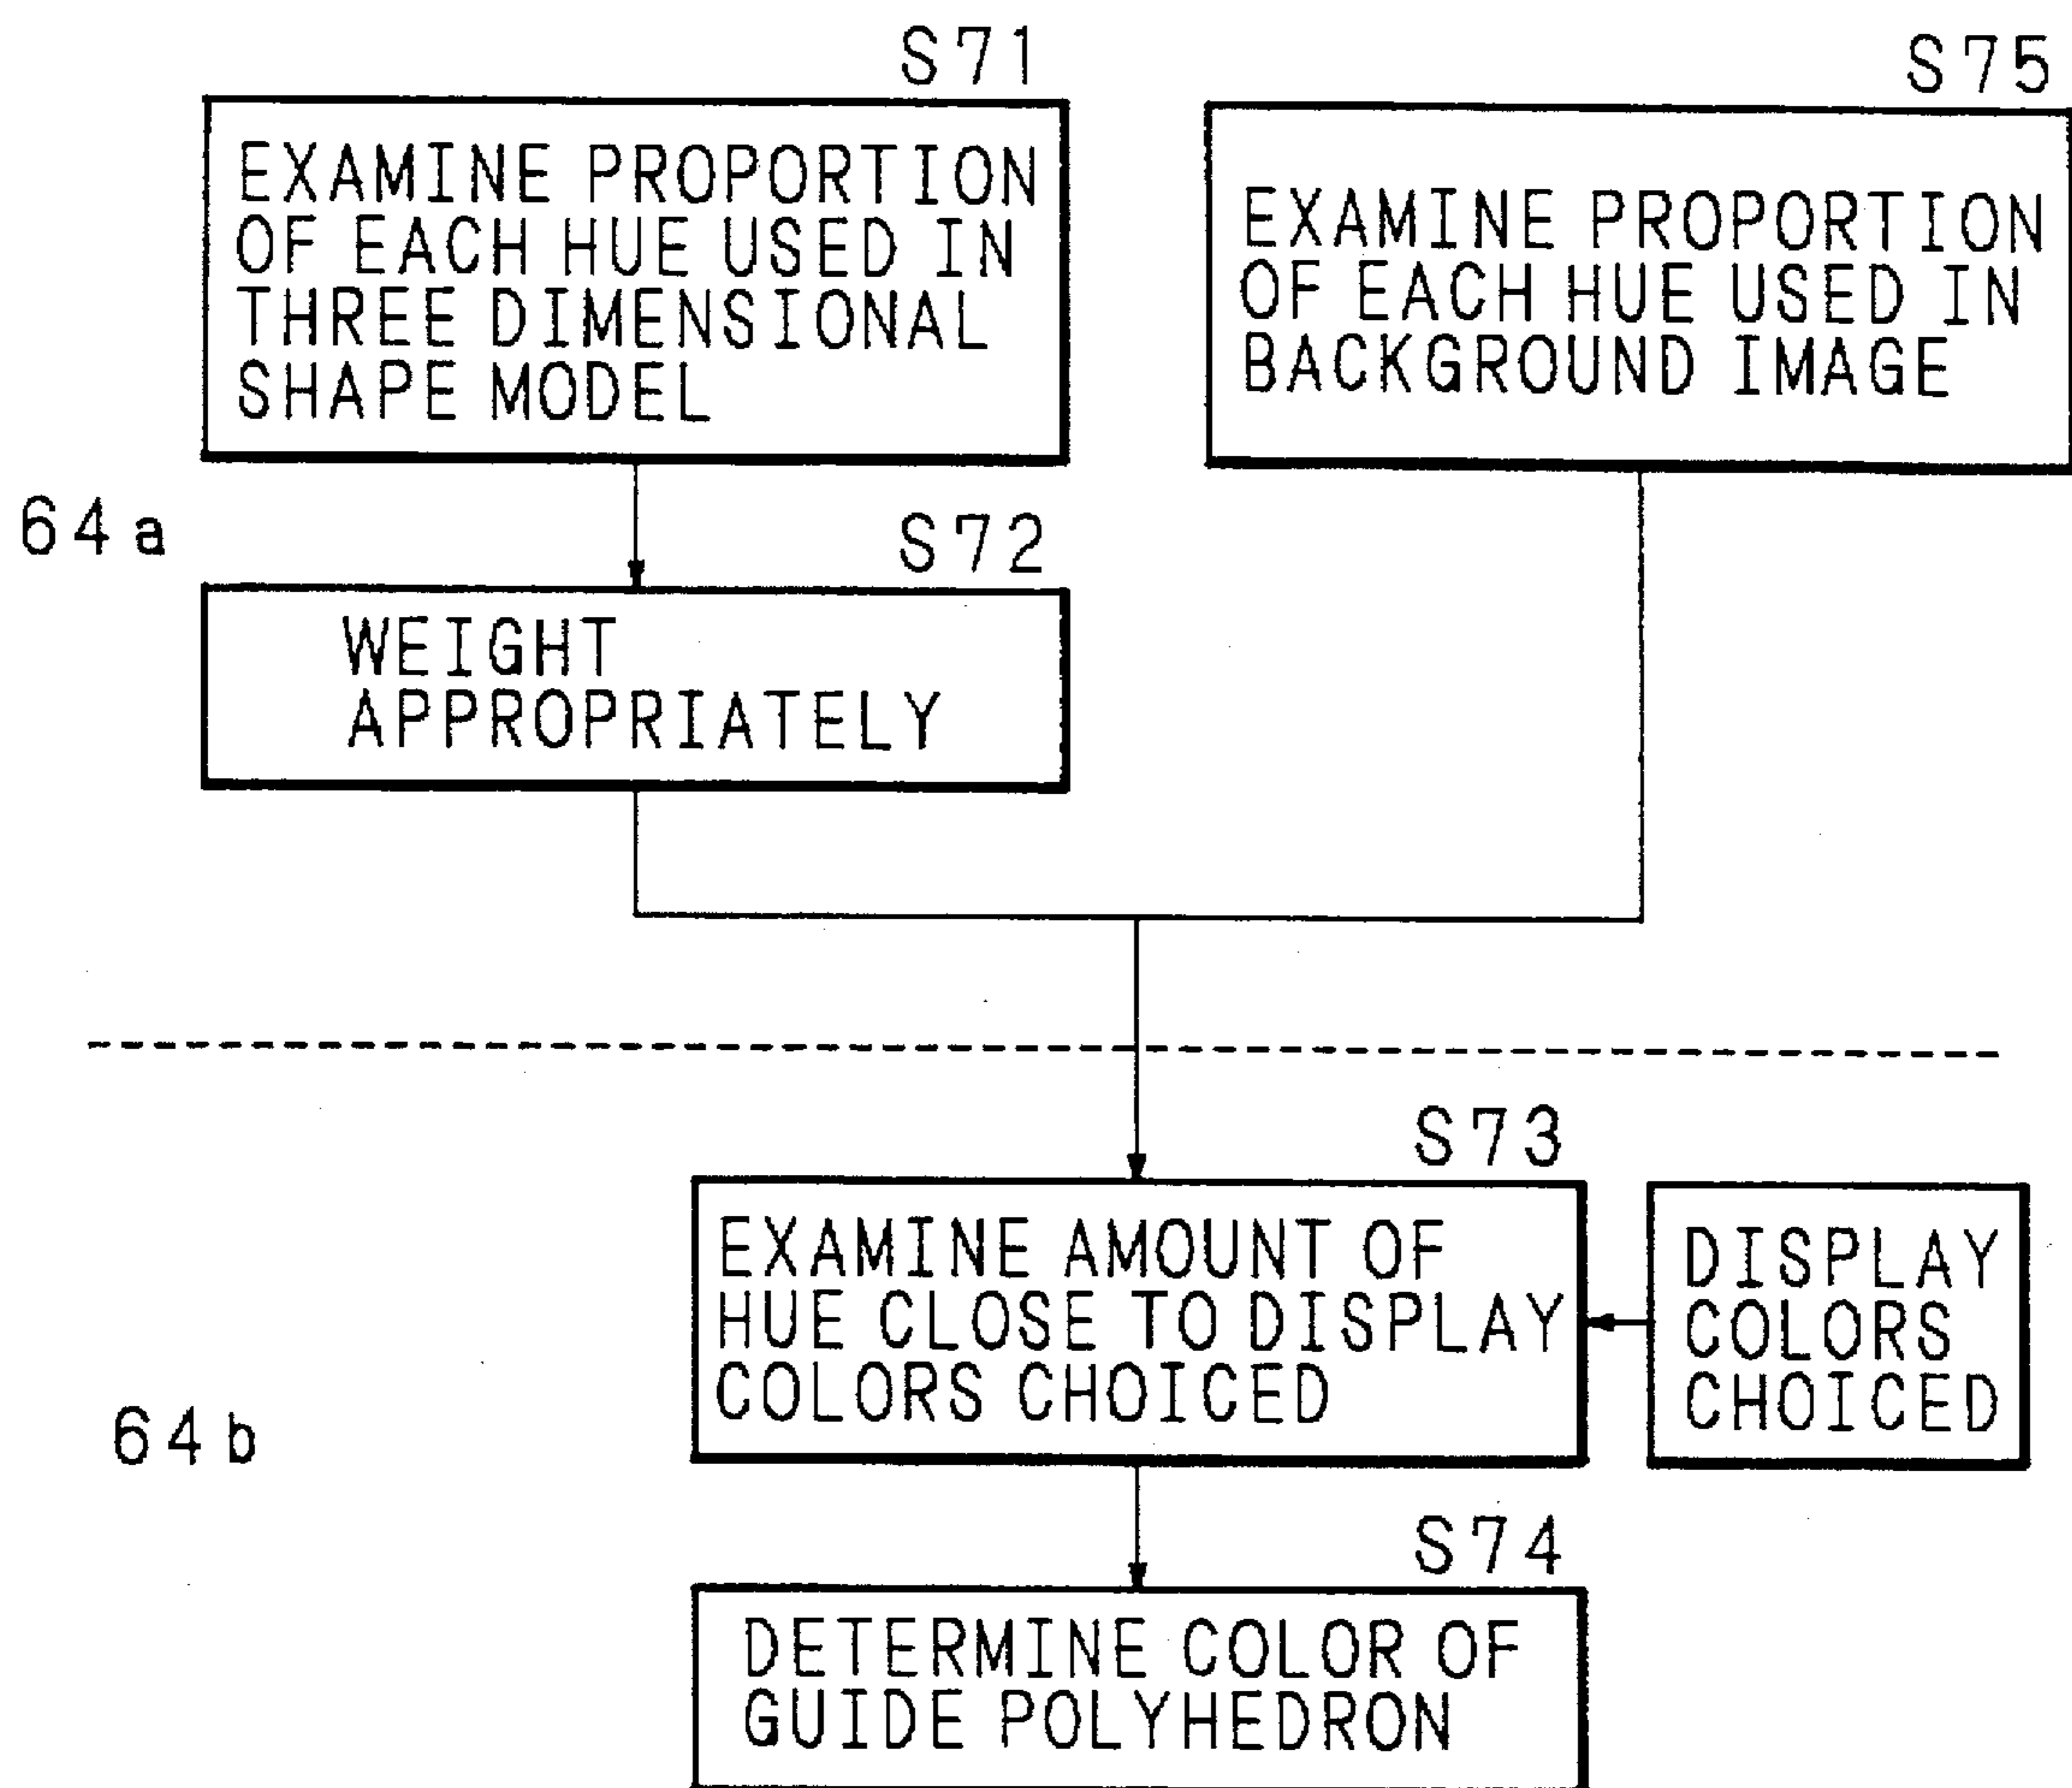 S71
EXAMINE PROPORTION
OF EACH HUE USED IN
THREE DIMENSIONAL
SHAPE MODEL
S75
EXAMINE PROPORTION
OF EACH HUE USED IN
BACKGROUND IMAGE
64a
S72
WEIGHT
APPROPRIATELY
S73
EXAMINE AMOUNT OF
HUE CLOSE TO DISPLAY
COLORS CHOICED
DISPLAY
COLORS
CHOICED
64b
S74
DETERMINE COLOR OF
GUIDE POLYHEDRON